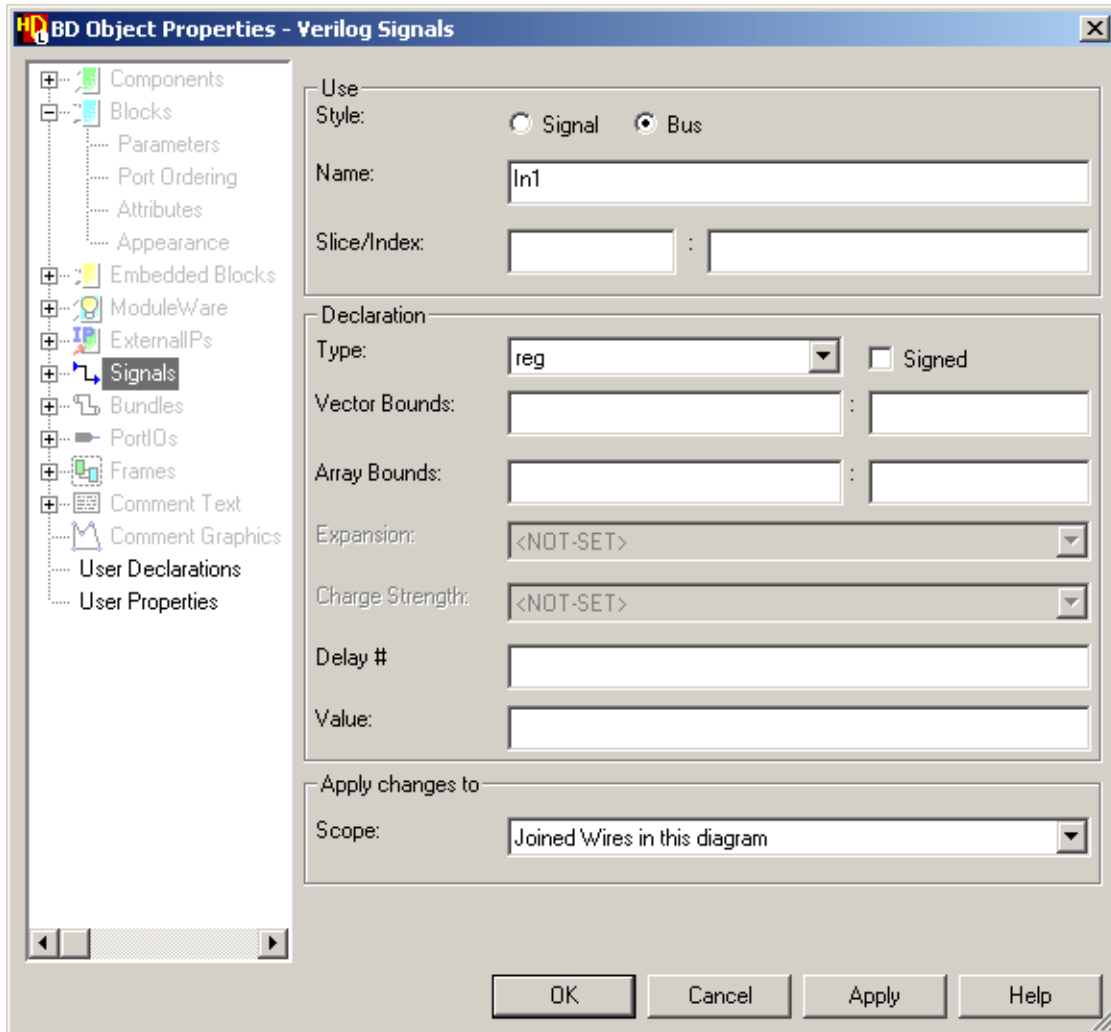 BD Object Properties - Verilog Signals
Components
Blocks
Parameters
Port Ordering
Attributes
Appearance
Embedded Blocks
ModuleWare
IP ExternalIPs
Signals
Bundles
PortIOs
Frames
Comment Text
Comment Graphics
User Declarations
User Properties
Use
Style: Signal Bus
Name: In1
Slice/Index: :
Declaration
Type: reg Signed
Vector Bounds: :
Array Bounds: :
Expansion: <NOT-SET>
Charge Strength: <NOT-SET>
Delay #
Value:
Apply changes to
Scope: Joined Wires in this diagram
OK Cancel Apply Help